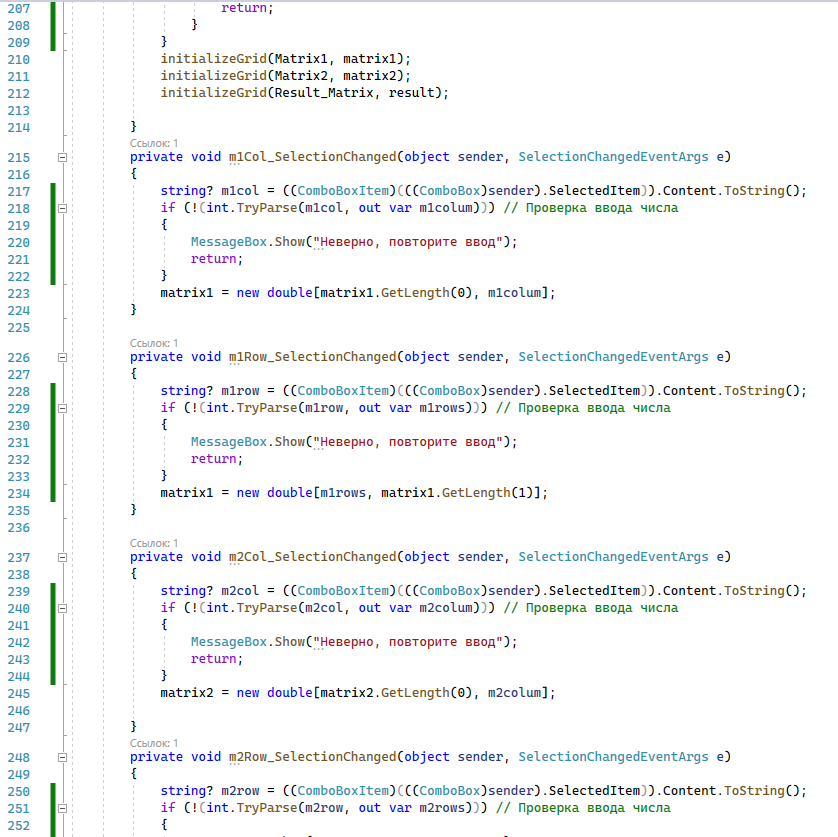 207 return;
208 }
209 }
210 initializeGrid(Matrix1, matrix1);
211 initializeGrid(Matrix2, matrix2);
212 initializeGrid(Result_Matrix, result);
213
214 }
Ссылок: 1
215 private void m1Col_SelectionChanged(object sender, SelectionChangedEventArgs e)
216 {
217 string? m1col = ((ComboBoxItem)(((ComboBox)sender).SelectedItem)).Content.ToString();
218 if (!(int.TryParse(m1col, out var m1colum))) // Проверка ввода числа
219 {
220 MessageBox.Show("Неверно, повторите ввод");
221 return;
222 }
223 matrix1 = new double[matrix1.GetLength(0), m1colum];
224 }
225
Ссылок: 1
226 private void m1Row_SelectionChanged(object sender, SelectionChangedEventArgs e)
227 {
228 string? m1row = ((ComboBoxItem)(((ComboBox)sender).SelectedItem)).Content.ToString();
229 if (!(int.TryParse(m1row, out var m1rows))) // Проверка ввода числа
230 {
231 MessageBox.Show("Неверно, повторите ввод");
232 return;
233 }
234 matrix1 = new double[m1rows, matrix1.GetLength(1)];
235 }
236
Ссылок: 1
237 private void m2Col_SelectionChanged(object sender, SelectionChangedEventArgs e)
238 {
239 string? m2col = ((ComboBoxItem)(((ComboBox)sender).SelectedItem)).Content.ToString();
240 if (!(int.TryParse(m2col, out var m2colum))) // Проверка ввода числа
241 {
242 MessageBox.Show("Неверно, повторите ввод");
243 return;
244 }
245 matrix2 = new double[matrix2.GetLength(0), m2colum];
246
247 }
Ссылок: 1
248 private void m2Row_SelectionChanged(object sender, SelectionChangedEventArgs e)
249 {
250 string? m2row = ((ComboBoxItem)(((ComboBox)sender).SelectedItem)).Content.ToString();
251 if (!(int.TryParse(m2row, out var m2rows))) // Проверка ввода числа
252 {